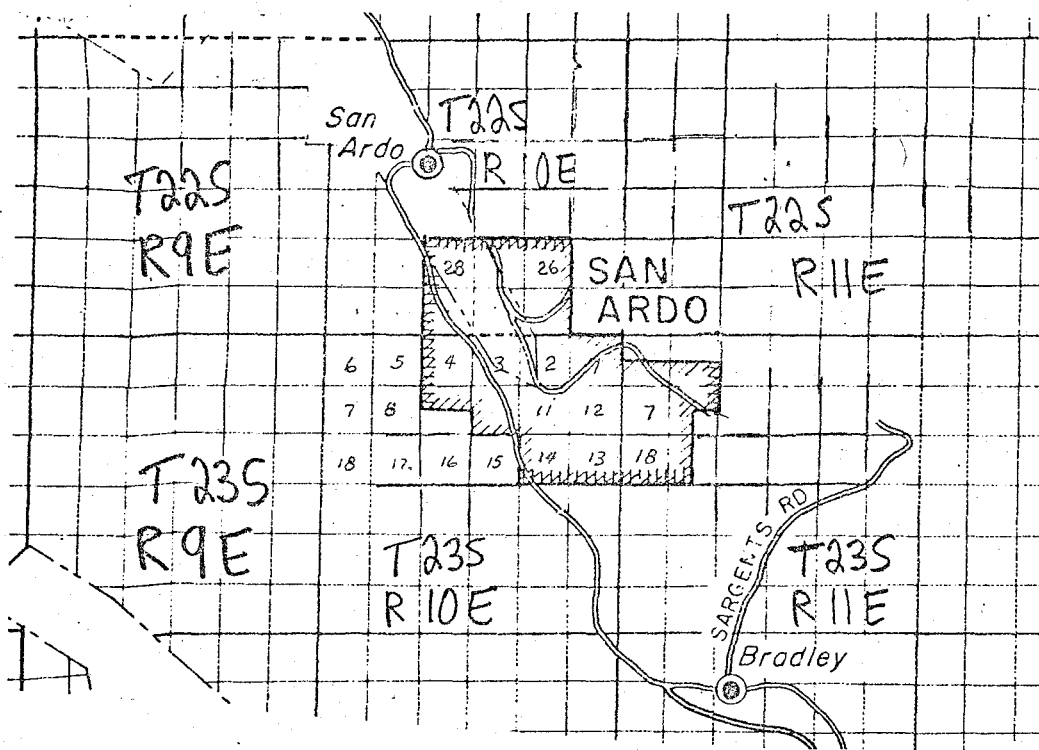 San
Ardo
T22S
R 10E
T22S
R9E
T22S
R11E
28 26
SAN
ARDO
6 5 4 3 2 1
7 8 11 12 7
18 17 16 15 14 13 18
T23S
R9E
T23S
R10E
SARGENTS RD
T23S
R11E
Bradley